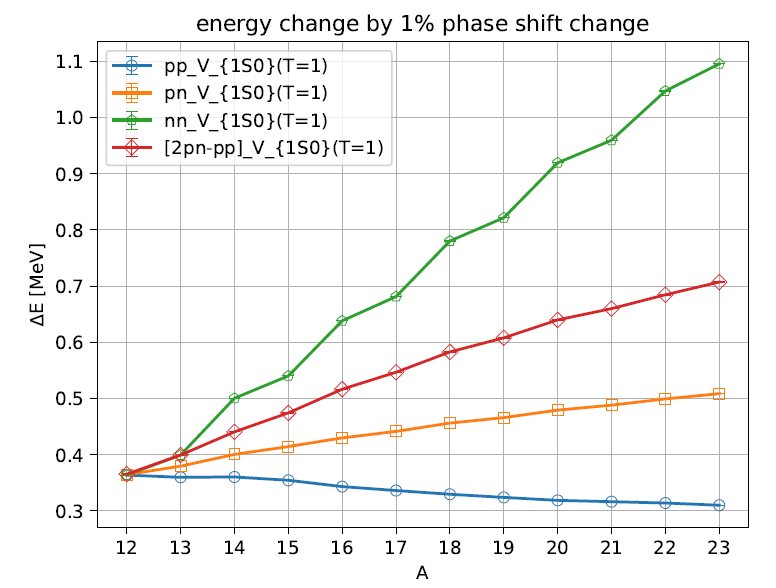 energy change by 1% phase shift change
pp_V_{1S0}(T=1)
pn_V_{1S0}(T=1)
nn_V_{1S0}(T=1)
[2pn-pp]_V_{1S0}(T=1)
ΔE [MeV]
1.1
1.0
0.9
0.8
0.7
0.6
0.5
0.4
0.3
12 13 14 15 16 17 18 19 20 21 22 23
A